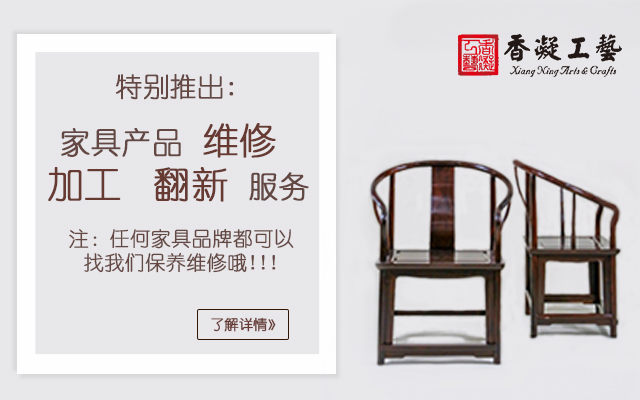 香凝工藝
Xiang Ning Arts & Crafts
特别推出：
家具产品 维修
加工 翻新 服务
注：任何家具品牌都可以
找我们保养维修哦!!!
了解详情》